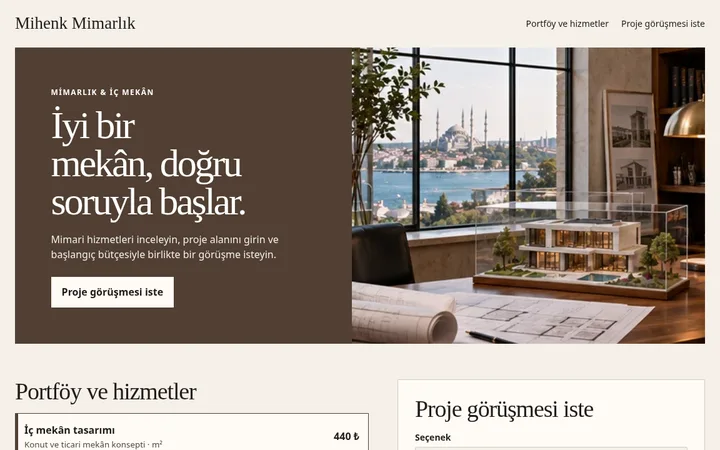 Mihenk Mimarlık
Portföy ve hizmetler
Proje görüşmesi iste
MİMARLIK & İÇ MEKÂN
İyi bir
mekân, doğru
soruyla başlar.
Mimari hizmetleri inceleyin, proje alanını girin ve
başlangıç bütçesiyle birlikte bir görüşme isteyin.
Proje görüşmesi iste
Portföy ve hizmetler
İç mekân tasarımı
440 ₺
Konut ve ticari mekân konsepti · m²
Proje görüşmesi iste
Seçenek